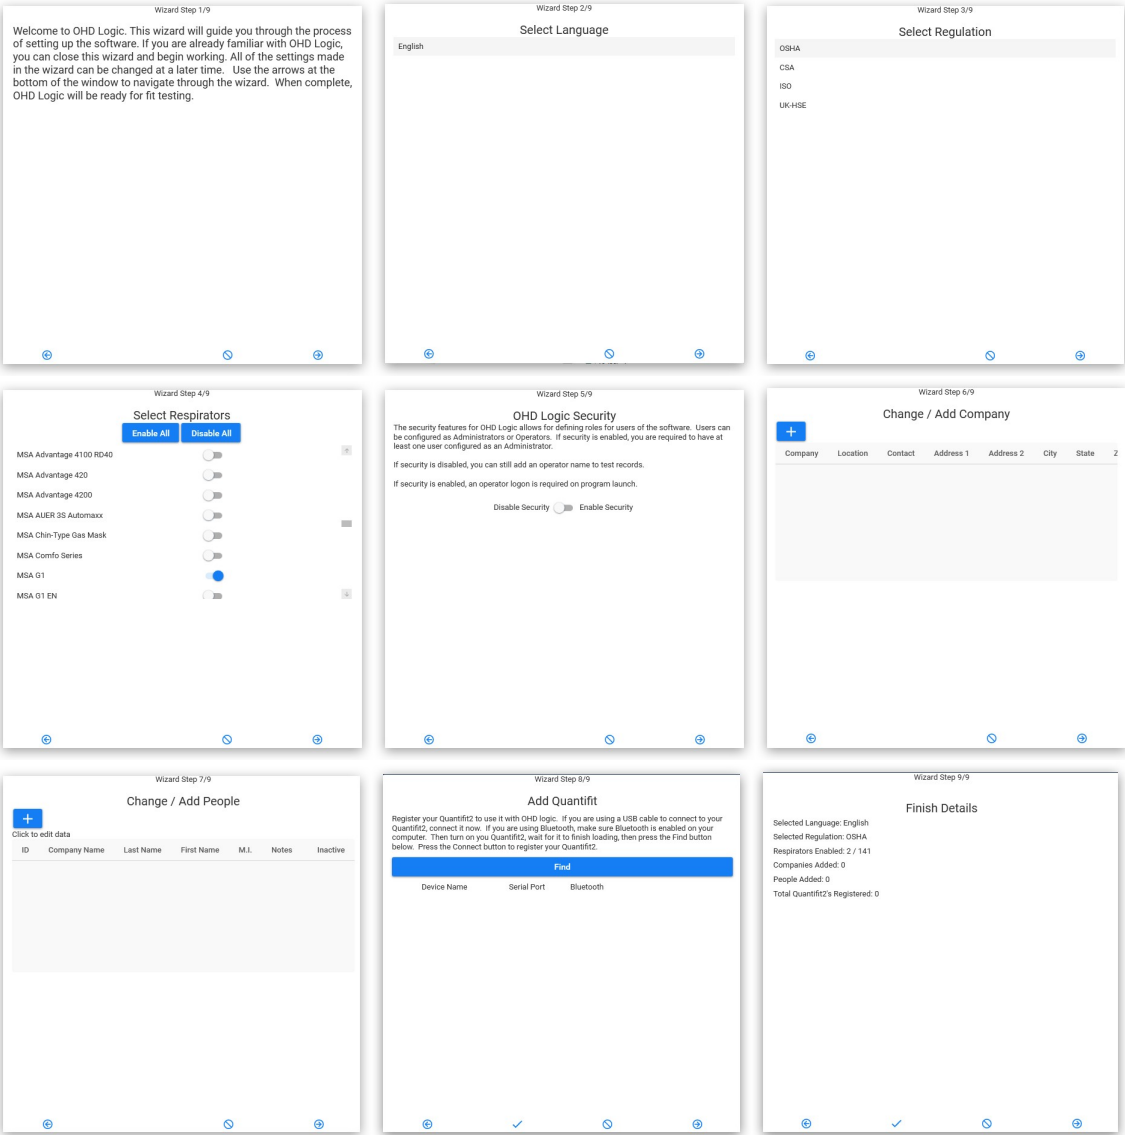 Wizard Step 1/9
Welcome to OHD Logic. This wizard will guide you through the process
of setting up the software. If you are already familiar with OHD Logic,
you can close this wizard and begin working. All of the settings made
in the wizard can be changed at a later time. Use the arrows at the
bottom of the window to navigate through the wizard. When complete,
OHD Logic will be ready for fit testing.
Wizard Step 2/9
Select Language
English
Wizard Step 3/9
Select Regulation
OSHA
CSA
ISO
UK-HSE
Wizard Step 4/9
Select Respirators
Enable All Disable All
MSA Advantage 4100 RD40
MSA Advantage 420
MSA Advantage 4200
MSA AUER 3S Automaxx
MSA Chin-Type Gas Mask
MSA Comfo Series
MSA G1
MSA G1 EN
Wizard Step 5/9
OHD Logic Security
The security features for OHD Logic allows for defining roles for users of the software. Users can
be configured as Administrators or Operators. If security is enabled, you are required to have at
least one user configured as an Administrator.
If security is disabled, you can still add an operator name to test records.
If security is enabled, an operator logon is required on program launch.
Disable Security Enable Security
Wizard Step 6/9
Change / Add Company
+
Company Location Contact Address 1 Address 2 City State Z
Wizard Step 7/9
Change / Add People
+
Click to edit data
ID Company Name Last Name First Name M.I. Notes Inactive
Wizard Step 8/9
Add Quantifit
Register your Quantifit2 to use it with OHD logic. If you are using a USB cable to connect to your
Quantifit2, connect it now. If you are using Bluetooth, make sure Bluetooth is enabled on your
computer. Then turn on you Quantifit2, wait for it to finish loading, then press the Find button
below. Press the Connect button to register your Quantifit2.
Find
Device Name Serial Port Bluetooth
Wizard Step 9/9
Finish Details
Selected Language: English
Selected Regulation: OSHA
Respirators Enabled: 2 / 141
Companies Added: 0
People Added: 0
Total Quantifit2's Registered: 0